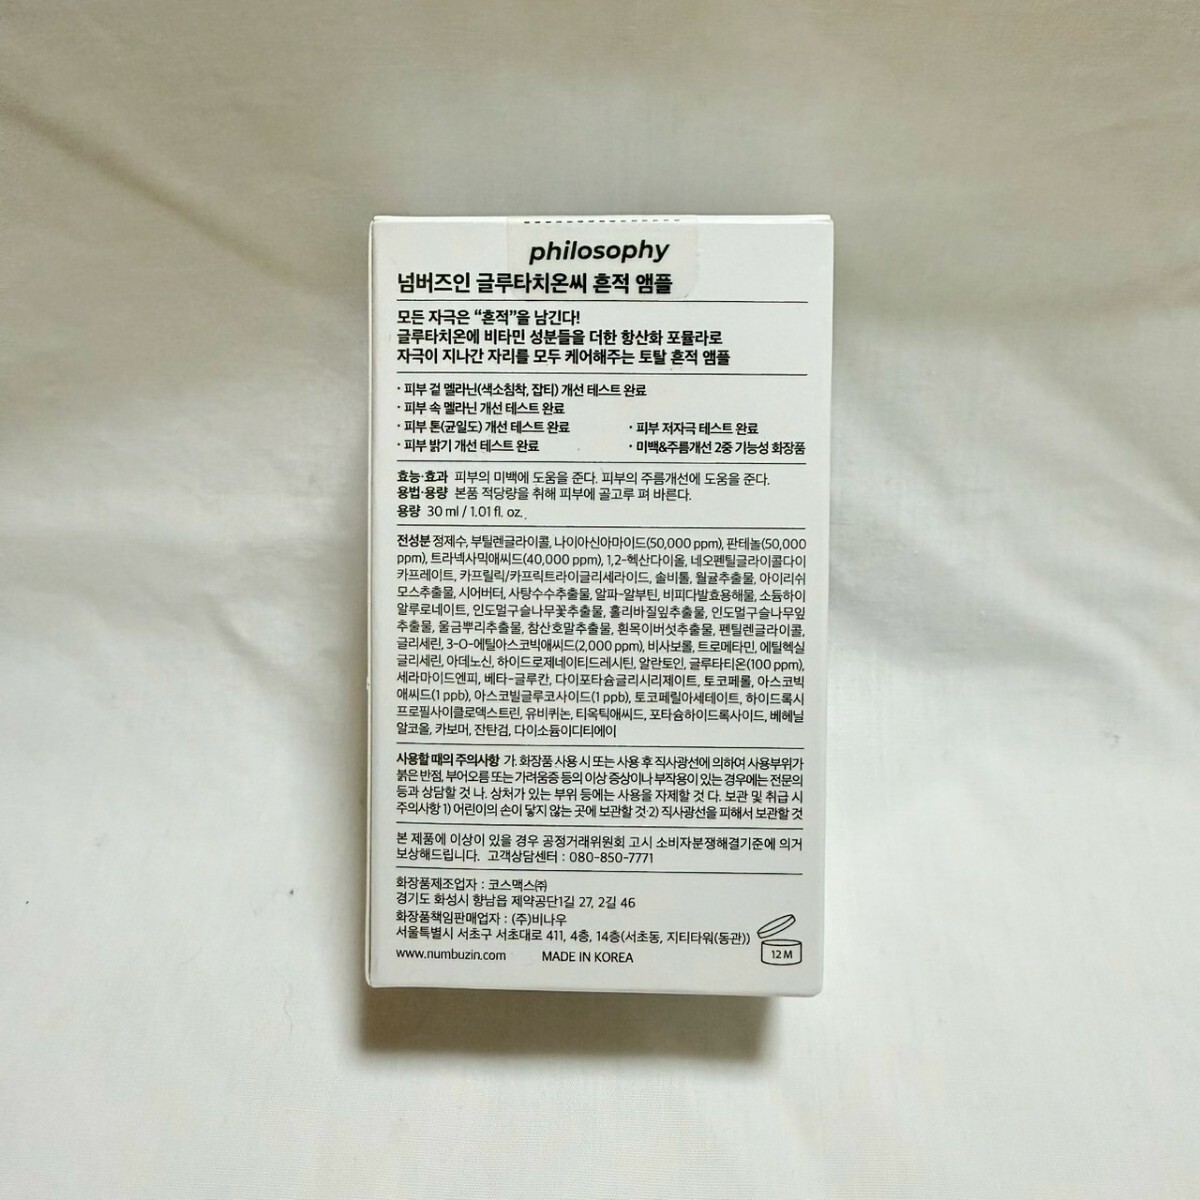 philosophy
넘버즈인 글루타치온씨 흔적 앰플
모든 자극은 “흔적”을 남긴다!
글루타치온에 비타민 성분들을 더한 항산화 포뮬라로
자극이 지나간 자리를 모두 케어해주는 토탈 흔적 앰플
· 피부 겉 멜라닌(색소침착, 잡티) 개선 테스트 완료
· 피부 속 멜라닌 개선 테스트 완료
· 피부 톤(균일도) 개선 테스트 완료 · 피부 저자극 테스트 완료
· 피부 밝기 개선 테스트 완료 · 미백&주름개선 2중 기능성 화장품
효능·효과 피부의 미백에 도움을 준다. 피부의 주름개선에 도움을 준다.
용법·용량 본품 적당량을 취해 피부에 골고루 펴 바른다.
용량 30 ml / 1.01 fl. oz.
전성분 정제수, 부틸렌글라이콜, 나이아신아마이드(50,000 ppm), 판테놀(50,000
ppm), 트라넥사믹애씨드(40,000 ppm), 1,2-헥산다이올, 네오펜틸글라이콜다이
카프레이트, 카프릴릭/카프릭트라이글리세라이드, 솔비톨, 월귤추출물, 아이리쉬
모스추출물, 시어버터, 사탕수수추출물, 알파-알부틴, 비피다발효용해물, 소듐하이
알루로네이트, 인도멀구슬나무꽃추출물, 홀리바질잎추출물, 인도멀구슬나무잎
추출물, 울금뿌리추출물, 참산호말추출물, 흰목이버섯추출물, 펜틸렌글라이콜,
글리세린, 3-O-에틸아스코빅애씨드(2,000 ppm), 비사보롤, 트로메타민, 에틸헥실
글리세린, 아데노신, 하이드로제네이티드레시틴, 알란토인, 글루타티온(100 ppm),
세라마이드엔피, 베타-글루칸, 다이포타슘글리시리제이트, 토코페롤, 아스코빅
애씨드(1 ppb), 아스코빌글루코사이드(1 ppb), 토코페릴아세테이트, 하이드록시
프로필사이클로덱스트린, 유비퀴논, 티옥틱애씨드, 포타슘하이드록사이드, 베헤닐
알코올, 카보머, 잔탄검, 다이소듐이디티에이
사용할 때의 주의사항 가. 화장품 사용 시 또는 사용 후 직사광선에 의하여 사용부위가
붉은 반점, 부어오름 또는 가려움증 등의 이상 증상이나 부작용이 있는 경우에는 전문의
등과 상담할 것 나. 상처가 있는 부위 등에는 사용을 자제할 것 다. 보관 및 취급 시
주의사항 1) 어린이의 손이 닿지 않는 곳에 보관할 것 2) 직사광선을 피해서 보관할 것
본 제품에 이상이 있을 경우 공정거래위원회 고시 소비자분쟁해결기준에 의거
보상해드립니다. 고객상담센터 : 080-850-7771
화장품제조업자 : 코스맥스㈜
경기도 화성시 향남읍 제약공단1길 27, 2길 46
화장품책임판매업자 : (주)비나우
서울특별시 서초구 서초대로 411, 4층, 14층(서초동, 지티타워(동관))
www.numbuzin.com MADE IN KOREA
12 M